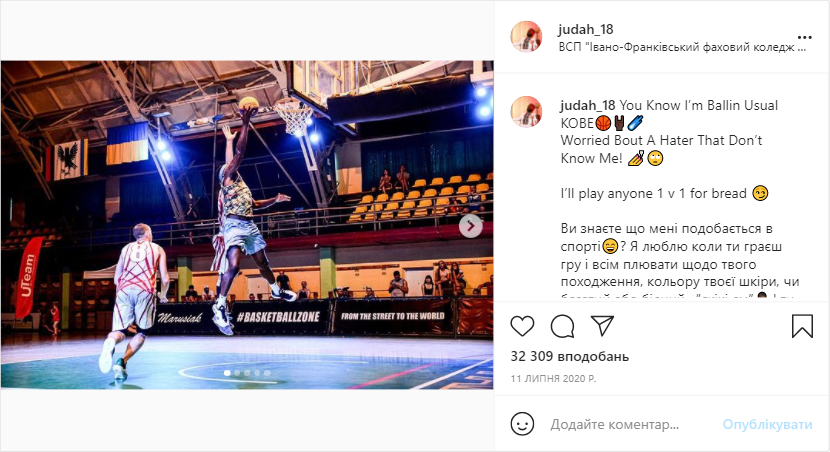 judah_18
ВСП "Івано-Франківський фаховий коледж ...
judah_18 You Know I'm Ballin Usual
КОВЕ🏀🤘🏿🧬
Worried Bout A Hater That Don't
Know Me! 💅🏿🙄
I'll play anyone 1 v 1 for bread 😏
Ви знаєте що мені подобається в
спорті😄? Я люблю коли ти граєш
гру і всім плювати щодо твого
походження, кольору твоєї шкіри, чи
UTeam
Marusiak
#BASKETBALLZONE
FROM THE STREET TO THE WORLD
32 309 вподобань
11 ЛИПНЯ 2020 Р.
Додайте коментар...
Опублікувати